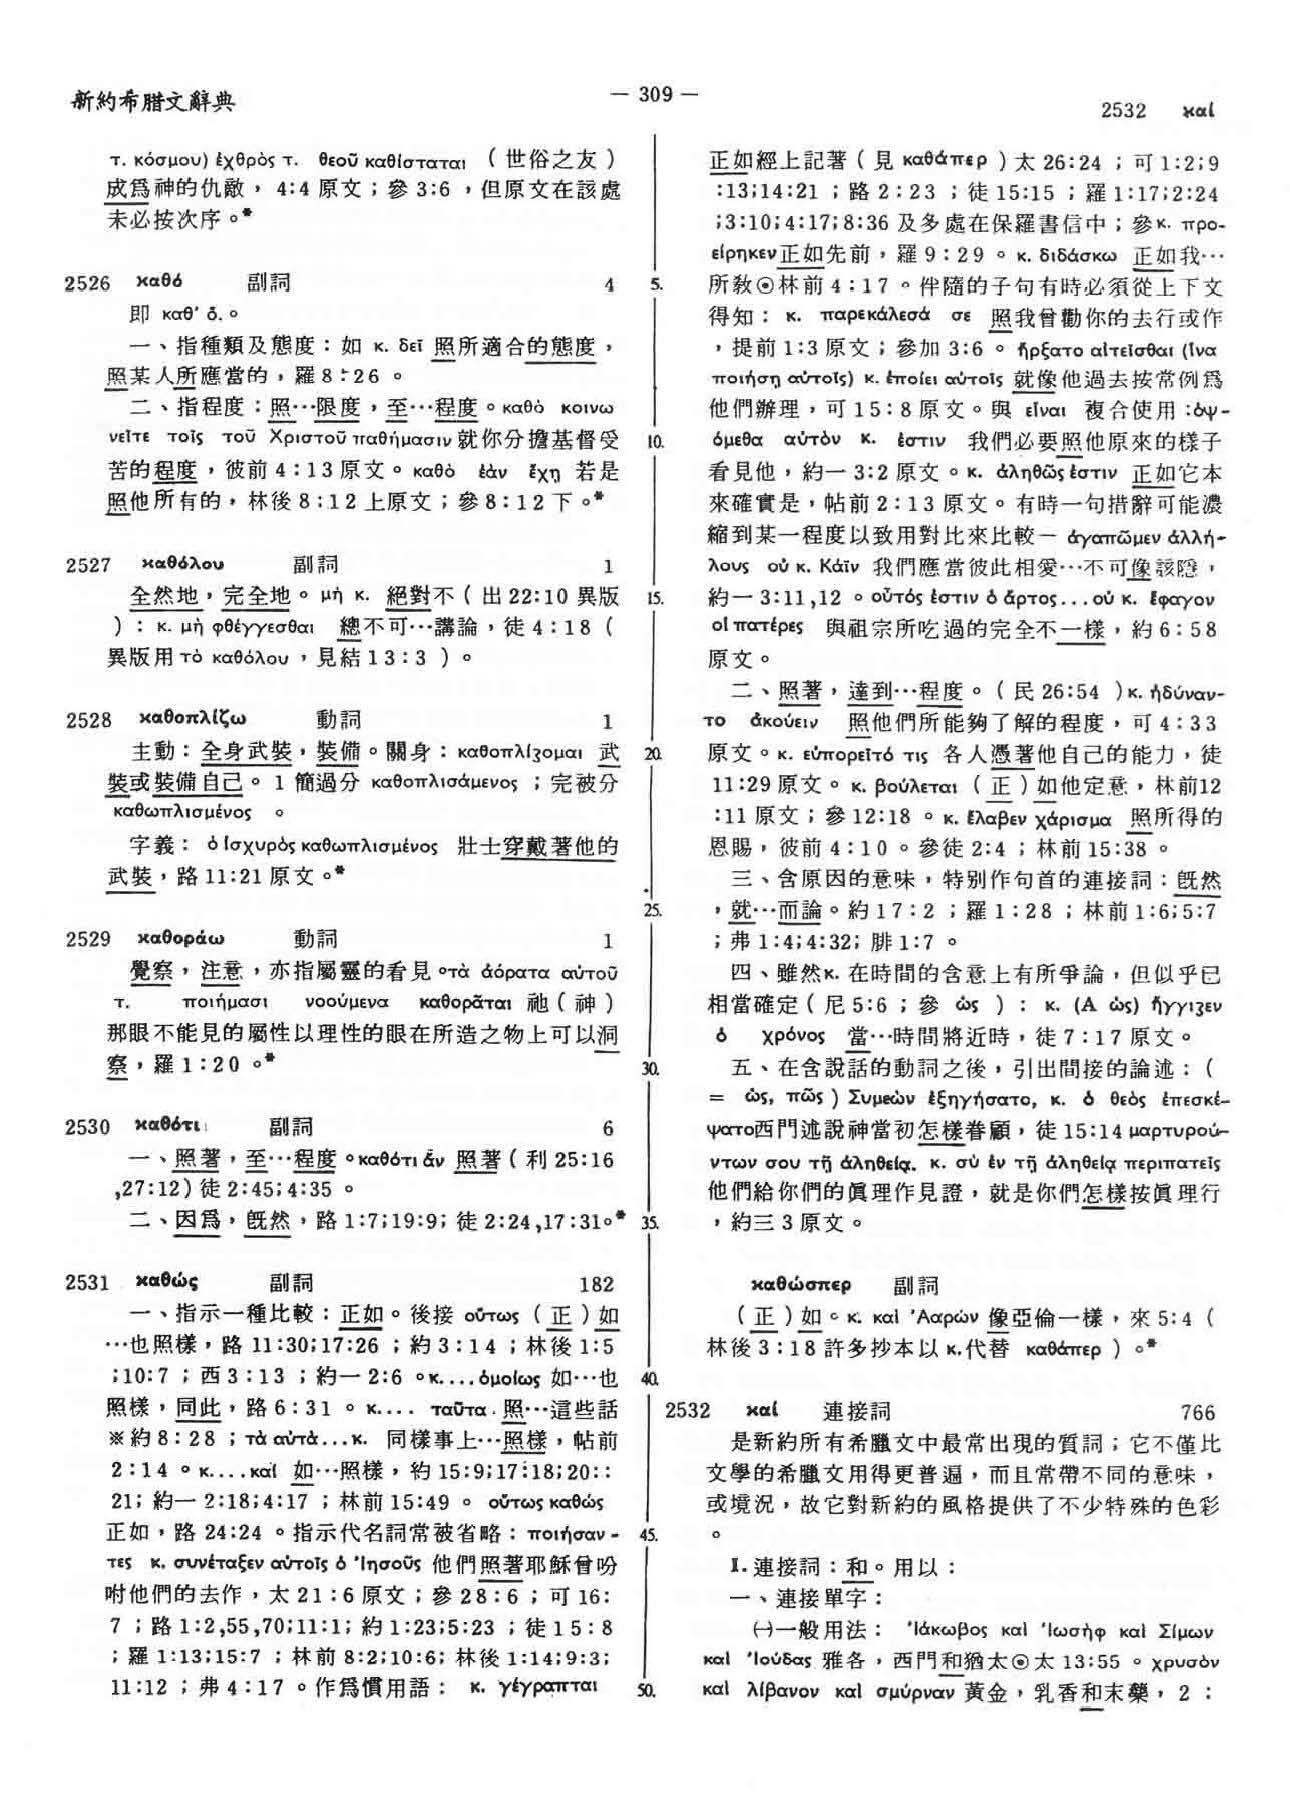 新約希腊文辭典
— 309 —
2532 καί
τ. κόσμου) ἐχθρὸς τ. θεοῦ καθίσταται (世俗之友)
成爲神的仇敵，4:4 原文；參 3:6，但原文在該處
未必按次序。*
2526 καθό 副詞 4
即 καθ' ὅ.。
一、指種類及態度：如 κ. δεῖ 照所適合的態度，
照某人所應當的，羅 8:26 。
二、指程度：照…限度，至…程度。καθὸ κοινω
νεῖτε τοῖς τοῦ Χριστοῦ παθήμασιν 就你分擔基督受
苦的程度，彼前 4:13 原文。καθὸ ἐὰν ἔχῃ 若是
照他所有的，林後 8:12 上原文；參 8:12 下。*
2527 καθόλου 副詞 1
全然地，完全地。μὴ κ. 絕對不（出 22:10 異版
）：κ. μὴ φθέγγεσθαι 總不可…講論，徒 4:18（
異版用 τὸ καθόλου，見結 13:3 ）。
2528 καθοπλίζω 動詞 1
主動：全身武裝，裝備。關身：καθοπλίζομαι 武
裝或裝備自己。1 簡過分 καθοπλισάμενος；完被分
καθωπλισμένος 。
字義：ὁ ἰσχυρὸς καθωπλισμένος 壯士穿戴著他的
武裝，路 11:21 原文。*
2529 καθοράω 動詞 1
覺察，注意，亦指屬靈的看見。τὰ ἀόρατα αὐτοῦ
τ. ποιήμασι νοούμενα καθορᾶται 祂（神）
那眼不能見的屬性以理性的眼在所造之物上可以洞
察，羅 1:20 。*
2530 καθότι 副詞 6
一、照著，至…程度。καθότι ἄν 照著（利 25:16
,27:12）徒 2:45;4:35 。
二、因爲，既然，路 1:7;19:9; 徒 2:24,17:31。*
2531 καθώς 副詞 182
一、指示一種比較：正如。後接 οὕτως（正）如
…也照樣，路 11:30;17:26 ；約 3:14 ；林後 1:5
;10:7 ；西 3:13 ；約一 2:6 。κ....ὁμοίως 如…也
照樣，同此，路 6:31 。κ.... ταῦτα 照…這些話
※約 8:28 ；τὰ αὐτὰ...κ. 同樣事上…照樣，帖前
2:14 。κ....καί 如…照樣，約 15:9;17:18;20::
21; 約一 2:18;4:17 ；林前 15:49 。οὕτως καθώς
正如，路 24:24 。指示代名詞常被省略：ποιήσαν-
τες κ. συνέταξεν αὐτοῖς ὁ Ἰησοῦς 他們照著耶穌曾吩
咐他們的去作，太 21:6 原文；參 28:6 ；可 16:
7 ；路 1:2,55,70;11:1; 約 1:23;5:23 ；徒 15:8
；羅 1:13;15:7 ；林前 8:2;10:6; 林後 1:14;9:3;
11:12 ；弗 4:17 。作爲慣用語：κ. γέγραπται
5.
10.
15.
20.
25.
30.
35.
40.
45.
50.
正如經上記著（見 καθάπερ）太 26:24 ；可 1:2;9
:13;14:21 ；路 2:23 ；徒 15:15 ；羅 1:17;2:24
;3:10;4:17;8:36 及多處在保羅書信中；參κ. προ-
είρηκεν正如先前，羅 9:29 。κ. διδάσκω 正如我…
所教⊙林前 4:17 。伴隨的子句有時必須從上下文
得知：κ. παρεκάλεσά σε 照我曾勸你的去行或作
，提前 1:3 原文；參加 3:6 。ἤρξατο αἰτεῖσθαι (ἵνα
ποιήσῃ αὐτοῖς) κ. ἐποίει αὐτοῖς 就像他過去按常例爲
他們辦理，可 15:8 原文。與 εἶναι 複合使用：ὀψ-
όμεθα αὐτὸν κ. ἐστιν 我們必要照他原來的樣子
看見他，約一 3:2 原文。κ. ἀληθῶς ἐστιν 正如它本
來確實是，帖前 2:13 原文。有時一句措辭可能濃
縮到某一程度以致用對比來比較— ἀγαπῶμεν ἀλλή-
λους οὐ κ. Κάϊν 我們應當彼此相愛…不可像該隱，
約一 3:11,12 。οὗτός ἐστιν ὁ ἄρτος...οὐ κ. ἔφαγον
οἱ πατέρες 與祖宗所吃過的完全不一樣，約 6:58
原文。
二、照著，達到…程度。（民 26:54 ）κ. ἠδύναν-
το ἀκούειν 照他們所能夠了解的程度，可 4:33
原文。κ. εὐπορεῖτό τις 各人憑著他自己的能力，徒
11:29 原文。κ. βούλεται（正）如他定意，林前12
:11 原文；參 12:18 。κ. ἔλαβεν χάρισμα 照所得的
恩賜，彼前 4:10 。參徒 2:4 ；林前 15:38 。
三、含原因的意味，特別作句首的連接詞：既然
，就…而論。約 17:2 ；羅 1:28 ；林前 1:6;5:7
；弗 1:4;4:32; 腓 1:7 。
四、雖然κ. 在時間的含意上有所爭論，但似乎已
相當確定（尼 5:6 ；參 ὡς ）：κ. (A ὡς) ἤγγιζεν
ὁ χρόνος 當…時間將近時，徒 7:17 原文。
五、在含說話的動詞之後，引出間接的論述：（
= ὡς, πῶς）Συμεὼν ἐξηγήσατο, κ. ὁ θεὸς ἐπεσκέ-
ψατο西門述說神當初怎樣眷顧，徒 15:14 μαρτυρού-
ντων σου τῇ ἀληθείᾳ. κ. σὺ ἐν τῇ ἀληθείᾳ περιπατεῖς
他們給你們的眞理作見證，就是你們怎樣按眞理行
，約三 3 原文。
καθώσπερ 副詞
（正）如。κ. καὶ Ἀαρών 像亞倫一樣，來 5:4（
林後 3:18 許多抄本以 κ.代替 καθάπερ ）。*
2532 καί 連接詞 766
是新約所有希臘文中最常出現的質詞；它不僅比
文學的希臘文用得更普遍，而且常帶不同的意味，
或境況，故它對新約的風格提供了不少特殊的色彩
。
Ⅰ. 連接詞：和。用以：
一、連接單字：
㈠一般用法：Ἰάκωβος καὶ Ἰωσὴφ καὶ Σίμων
καὶ Ἰούδας 雅各，西門和猶太⊙太 13:55 。χρυσὸν
καὶ λίβανον καὶ σμύρναν 黃金，乳香和末藥，2：